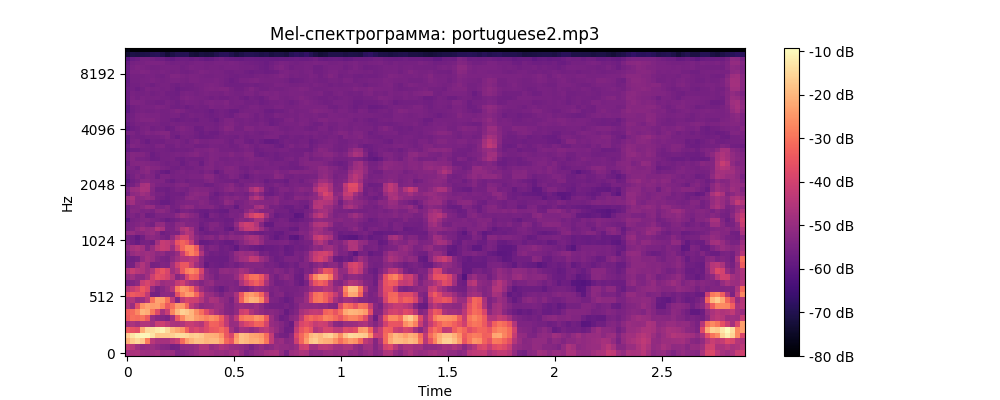 Mel-спектрограмма: portuguese2.mp3
Hz
8192
4096
2048
1024
512
0
0
0.5
1
1.5
2
2.5
Time
-10 dB
-20 dB
-30 dB
-40 dB
-50 dB
-60 dB
-70 dB
-80 dB